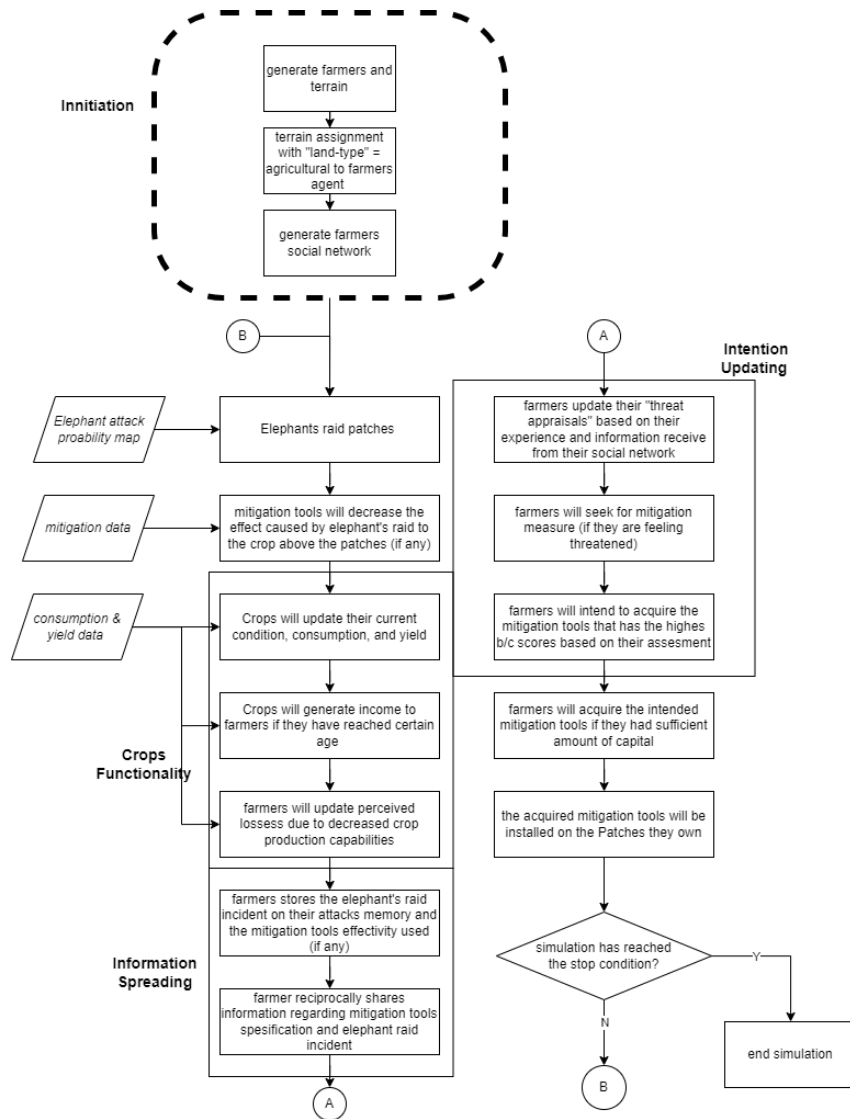 Innitiation
generate farmers and
terrain
terrain assignment
with "land-type" =
agricultural to farmers
agent
generate farmers
social network
B
Elephant attack
proability map
Elephants raid patches
mitigation data
mitigation tools will decrease the
effect caused by elephant's raid to
the crop above the patches (if any)
consumption &
yield data
Crops will update their current
condition, consumption, and yield
Crops will generate income to
farmers if they have reached certain
age
Crops
Functionality
farmers will update perceived
lossess due to decreased crop
production capabilities
farmers stores the elephant's raid
incident on their attacks memory and
the mitigation tools effectivity used
(if any)
Information
Spreading
farmer reciprocally shares
information regarding mitigation tools
spesification and elephant raid
incident
A
A
Intention
Updating
farmers update their "threat
appraisals" based on their
experience and information receive
from their social network
farmers will seek for mitigation
measure (if they are feeling
threatened)
farmers will intend to acquire the
mitigation tools that has the highes
b/c scores based on their assesment
farmers will acquire the intended
mitigation tools if they had sufficient
amount of capital
the acquired mitigation tools will be
installed on the Patches they own
simulation has reached
the stop condition?
Y
N
end simulation
B